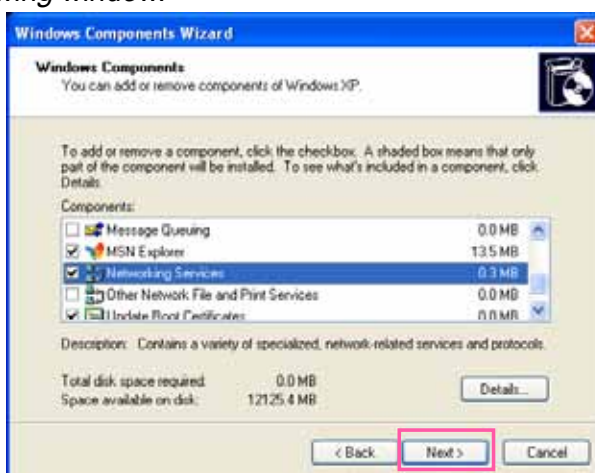 Windows Components Wizard
Windows Components
You can add or remove components of Windows XP.
To add or remove a component, click the checkbox. A shaded box means that only
part of the component will be installed. To see what's included in a component, click
Details.
Components:
Message Queuing 0.0 MB
MSN Explorer 13.5 MB
Networking Services 0.3 MB
Other Network File and Print Services 0.0 MB
Update Root Certificates 0.0 MB
Description: Contains a variety of specialized, network-related services and protocols.
Total disk space required: 0.0 MB
Space available on disk: 12125.4 MB
Details...
< Back Next > Cancel